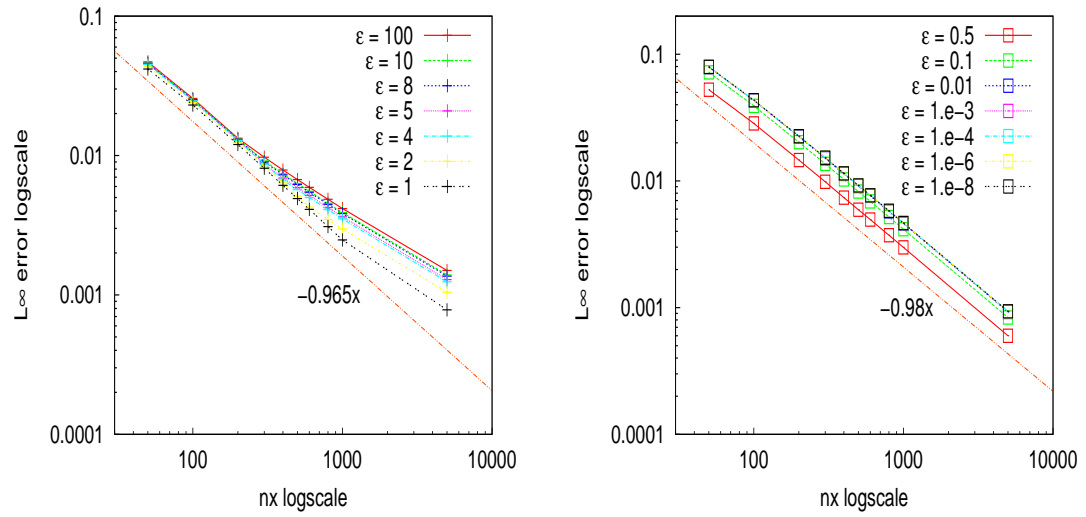 0.1
0.01
0.001
0.0001
100
1000
10000
nx logscale
L∞ error logscale
ε = 100
ε = 10
ε = 8
ε = 5
ε = 4
ε = 2
ε = 1
−0.965x
0.1
0.01
0.001
0.0001
100
1000
10000
nx logscale
L∞ error logscale
ε = 0.5
ε = 0.1
ε = 0.01
ε = 1.e−3
ε = 1.e−4
ε = 1.e−6
ε = 1.e−8
−0.98x